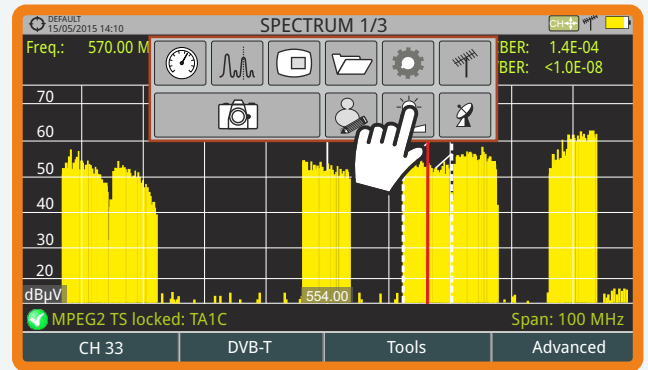 DEFAULT
15/05/2015 14:10
SPECTRUM 1/3
CH
Freq.: 570.00 M
BER: 1.4E-04
BER: <1.0E-08
70
60
50
40
30
20
dBµV
554.00
MPEG2 TS locked: TA1C
Span: 100 MHz
CH 33
DVB-T
Tools
Advanced